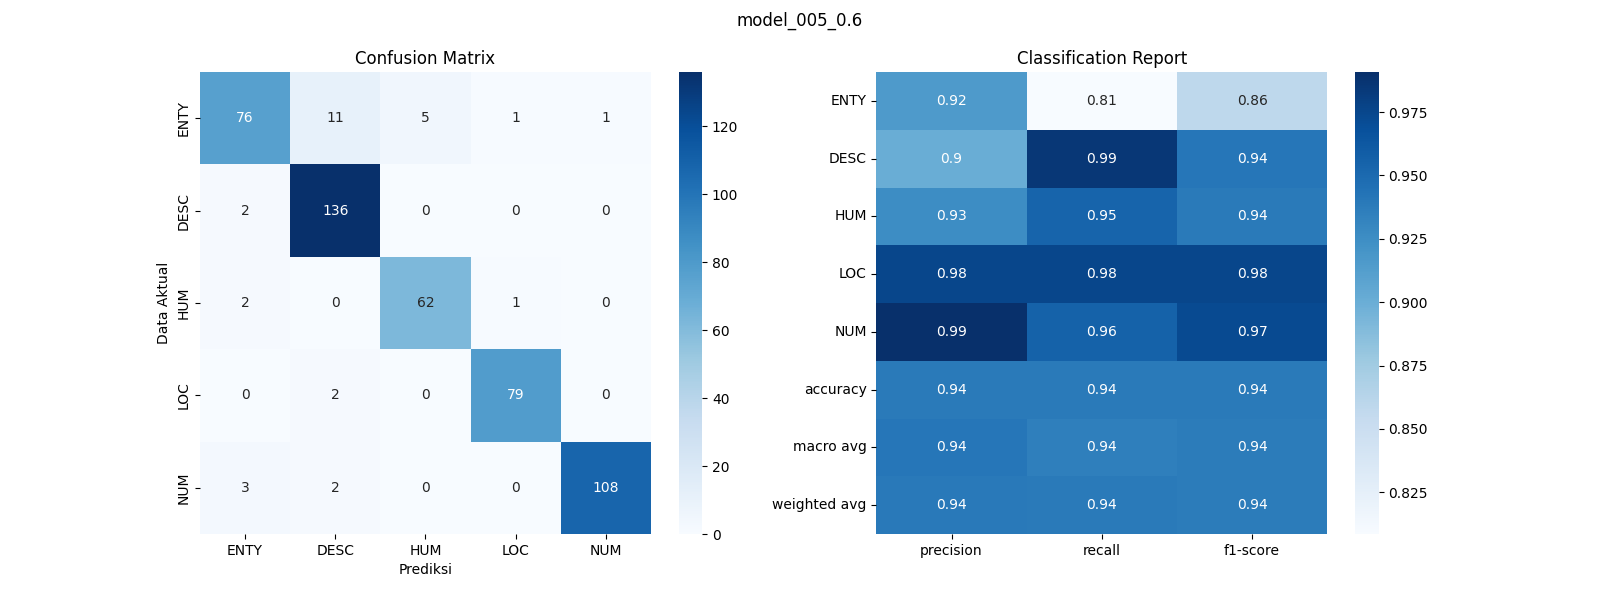 model_005_0.6
Confusion Matrix
ENTY 76 11 5 1 1
DESC 2 136 0 0 0
HUM 2 0 62 1 0
LOC 0 2 0 79 0
NUM 3 2 0 0 108
ENTY DESC HUM LOC NUM
Prediksi
Data Aktual
120
100
80
60
40
20
0
Classification Report
ENTY 0.92 0.81 0.86
DESC 0.9 0.99 0.94
HUM 0.93 0.95 0.94
LOC 0.98 0.98 0.98
NUM 0.99 0.96 0.97
accuracy 0.94 0.94 0.94
macro avg 0.94 0.94 0.94
weighted avg 0.94 0.94 0.94
precision recall f1-score
0.975
0.950
0.925
0.900
0.875
0.850
0.825